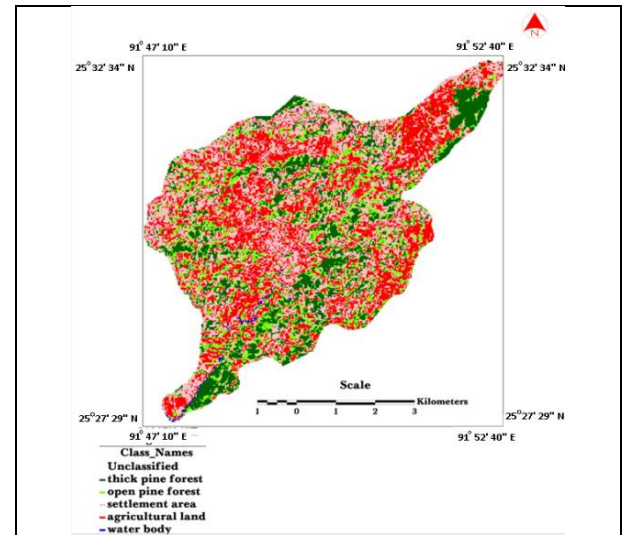 N
91° 47' 10" E 91° 52' 40" E
25° 32' 34" N 25° 32' 34" N
Scale
Kilometers
1 0 1 2 3
25° 27' 29" N 25° 27' 29" N
91° 47' 10" E 91° 52' 40" E
Class_Names
Unclassified
thick pine forest
open pine forest
settlement area
agricultural land
water body